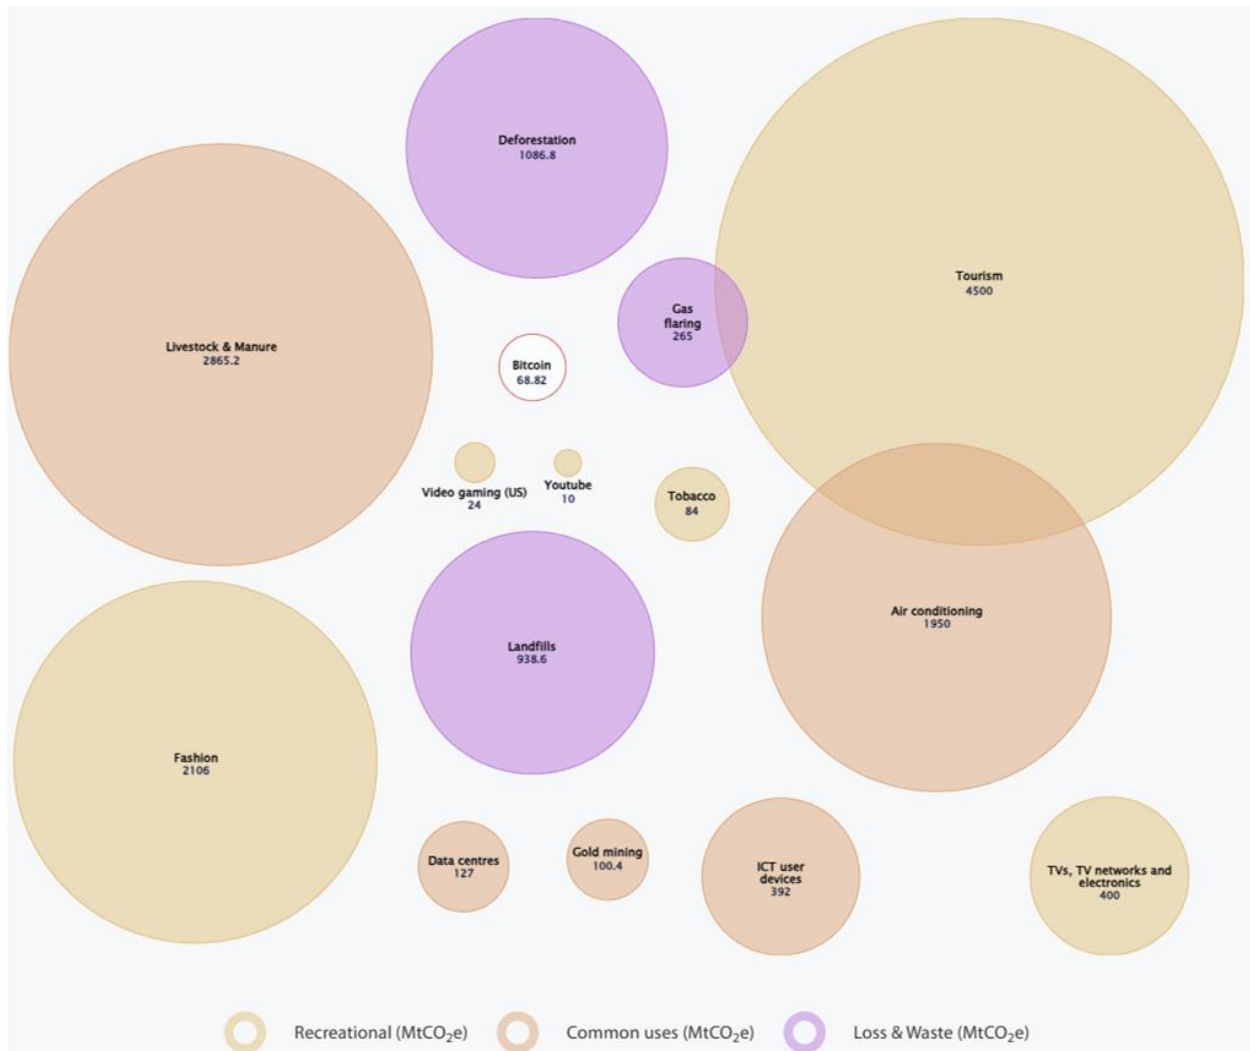 Deforestation
1086.8
Tourism
4500
Gas
flaring
265
Livestock & Manure
2865.2
Bitcoin
68.82
Video gaming (US)
24
Youtube
10
Tobacco
84
Air conditioning
1950
Landfills
938.6
Fashion
2106
Data centres
127
Gold mining
100.4
ICT user
devices
392
TVs, TV networks and
electronics
400
Recreational (MtCO₂e)
Common uses (MtCO₂e)
Loss & Waste (MtCO₂e)